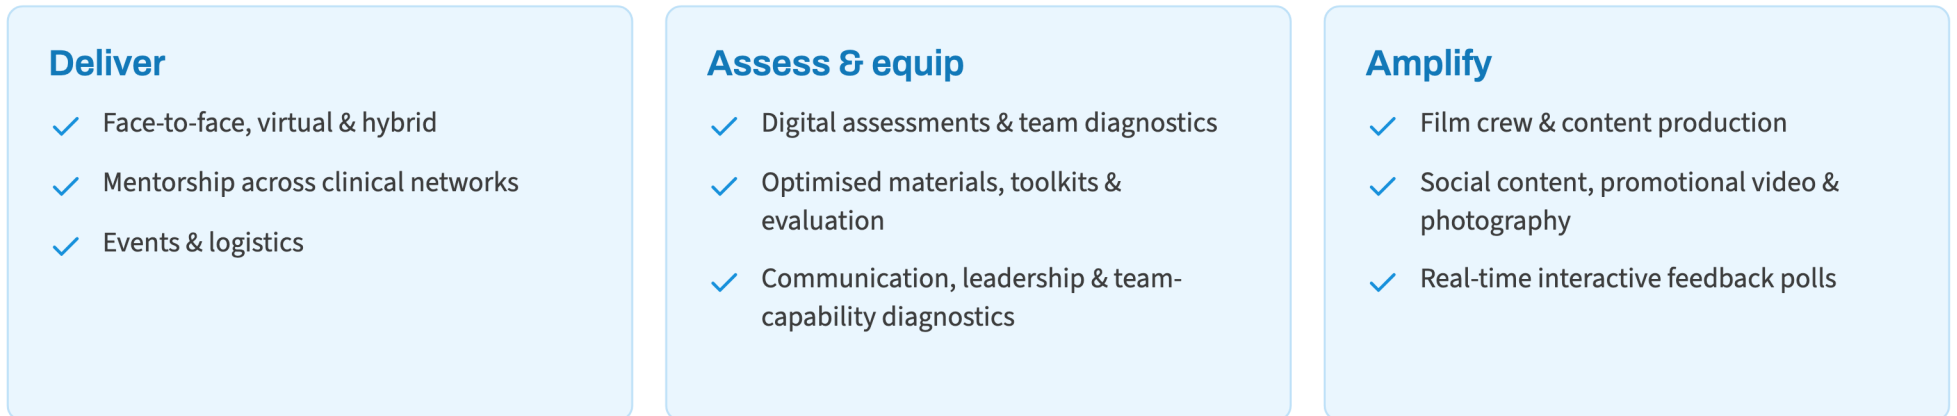 Deliver
Face-to-face, virtual & hybrid
Mentorship across clinical networks
Events & logistics
Assess & equip
Digital assessments & team diagnostics
Optimised materials, toolkits &
evaluation
Communication, leadership & team-
capability diagnostics
Amplify
Film crew & content production
Social content, promotional video &
photography
Real-time interactive feedback polls